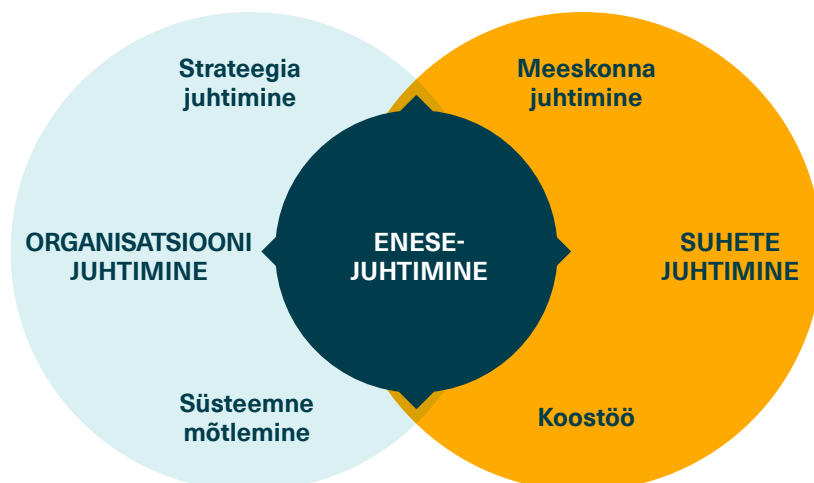 Strateegia
juhtimine
Meeskonna
juhtimine
ORGANISATSIOONI
JUHTIMINE
ENESE-
JUHTIMINE
SUHETE
JUHTIMINE
Süsteemne
mõtlemine
Koostöö